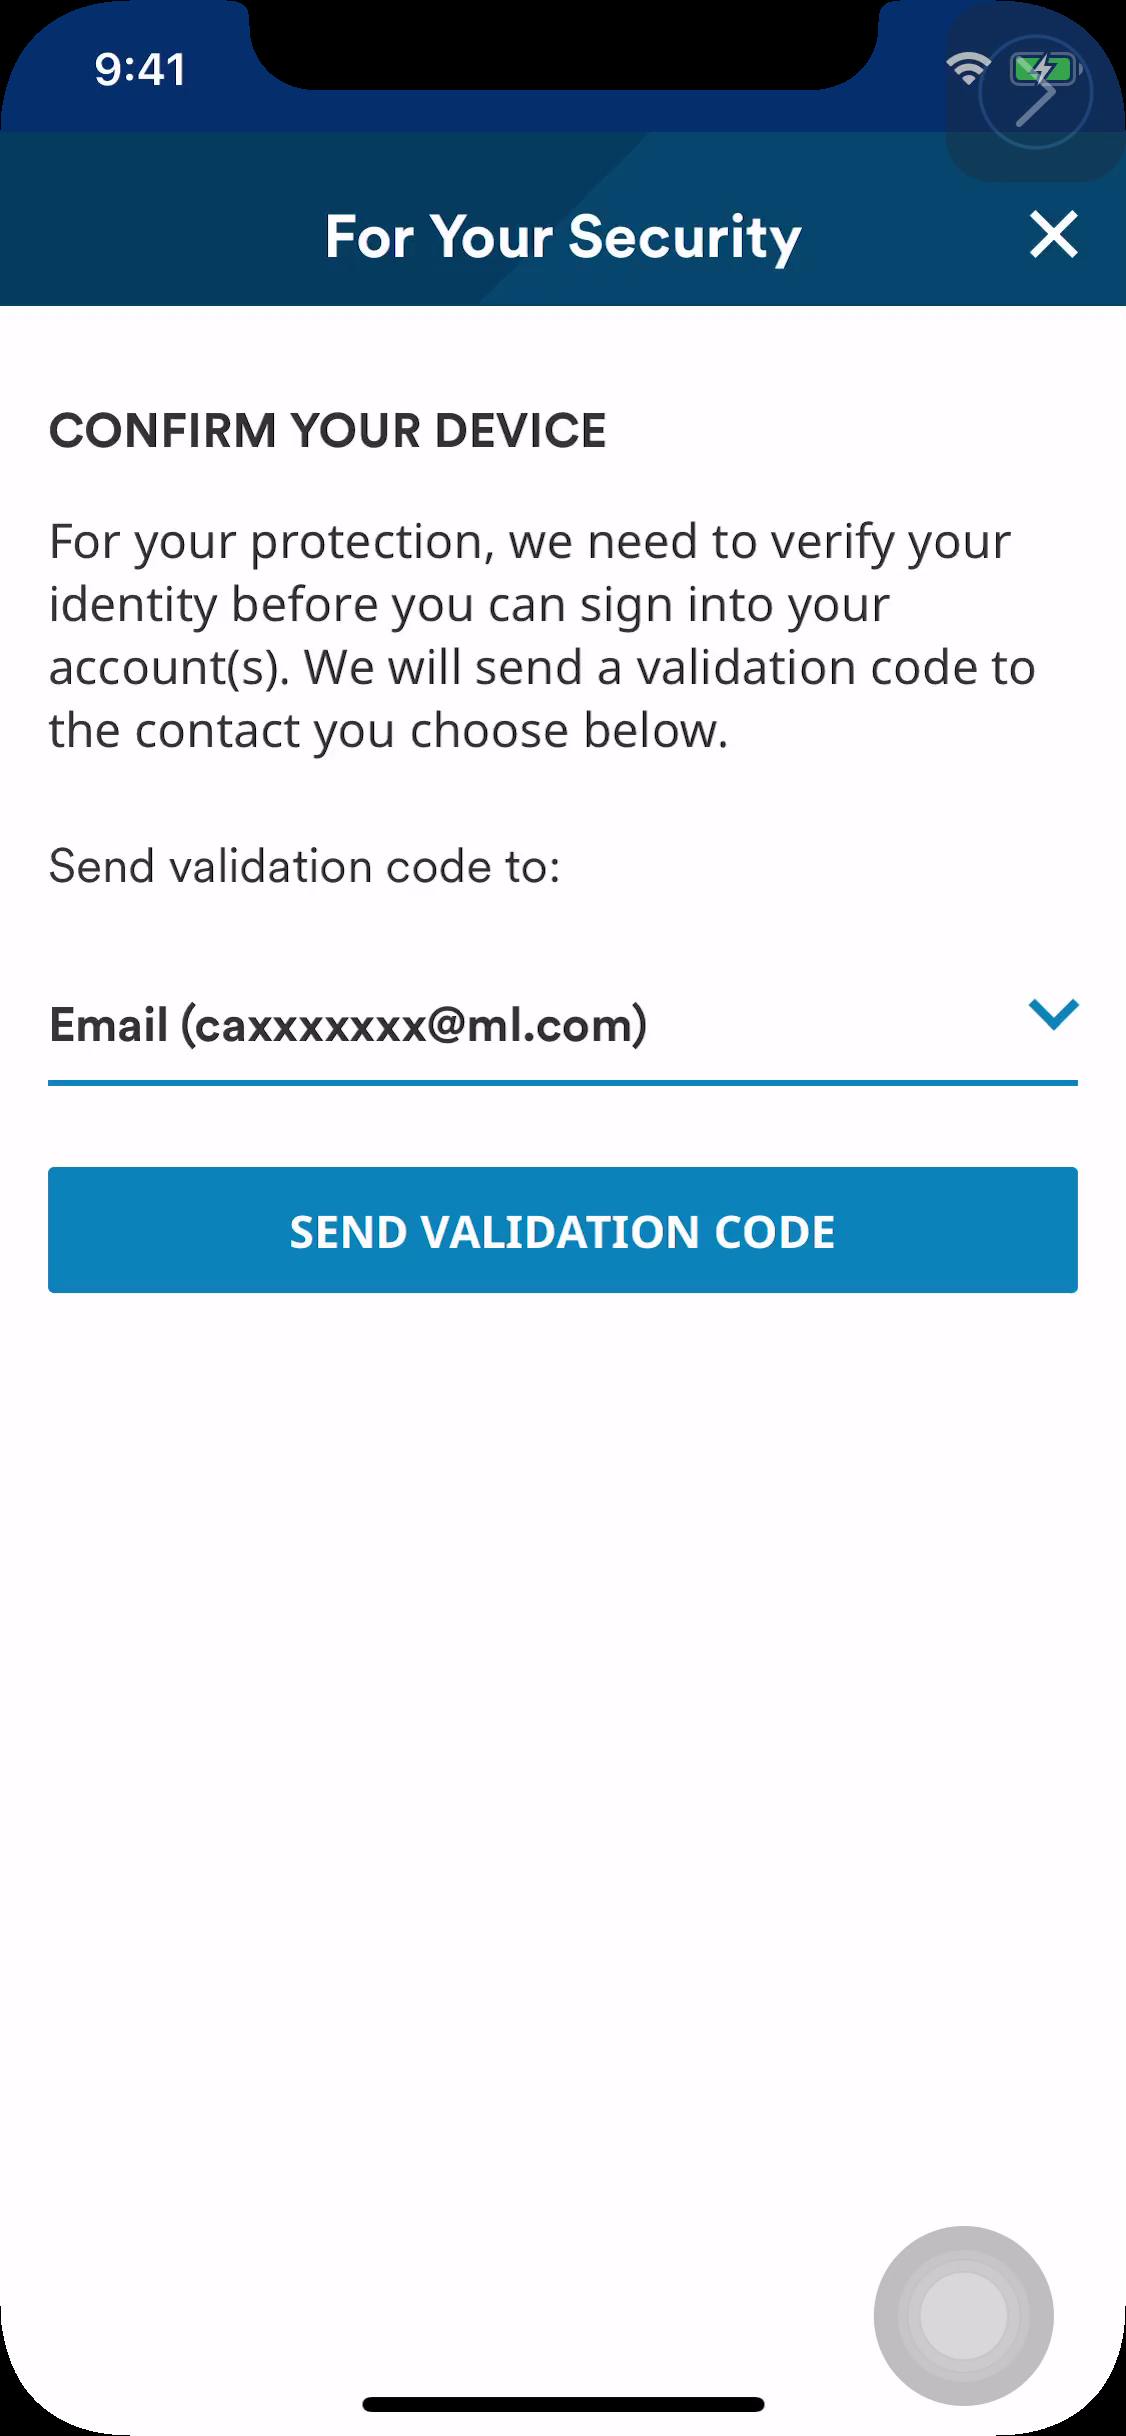 9:41
For Your Security
CONFIRM YOUR DEVICE
For your protection, we need to verify your
identity before you can sign into your
account(s). We will send a validation code to
the contact you choose below.
Send validation code to:
Email (caxxxxxxx@ml.com)
SEND VALIDATION CODE